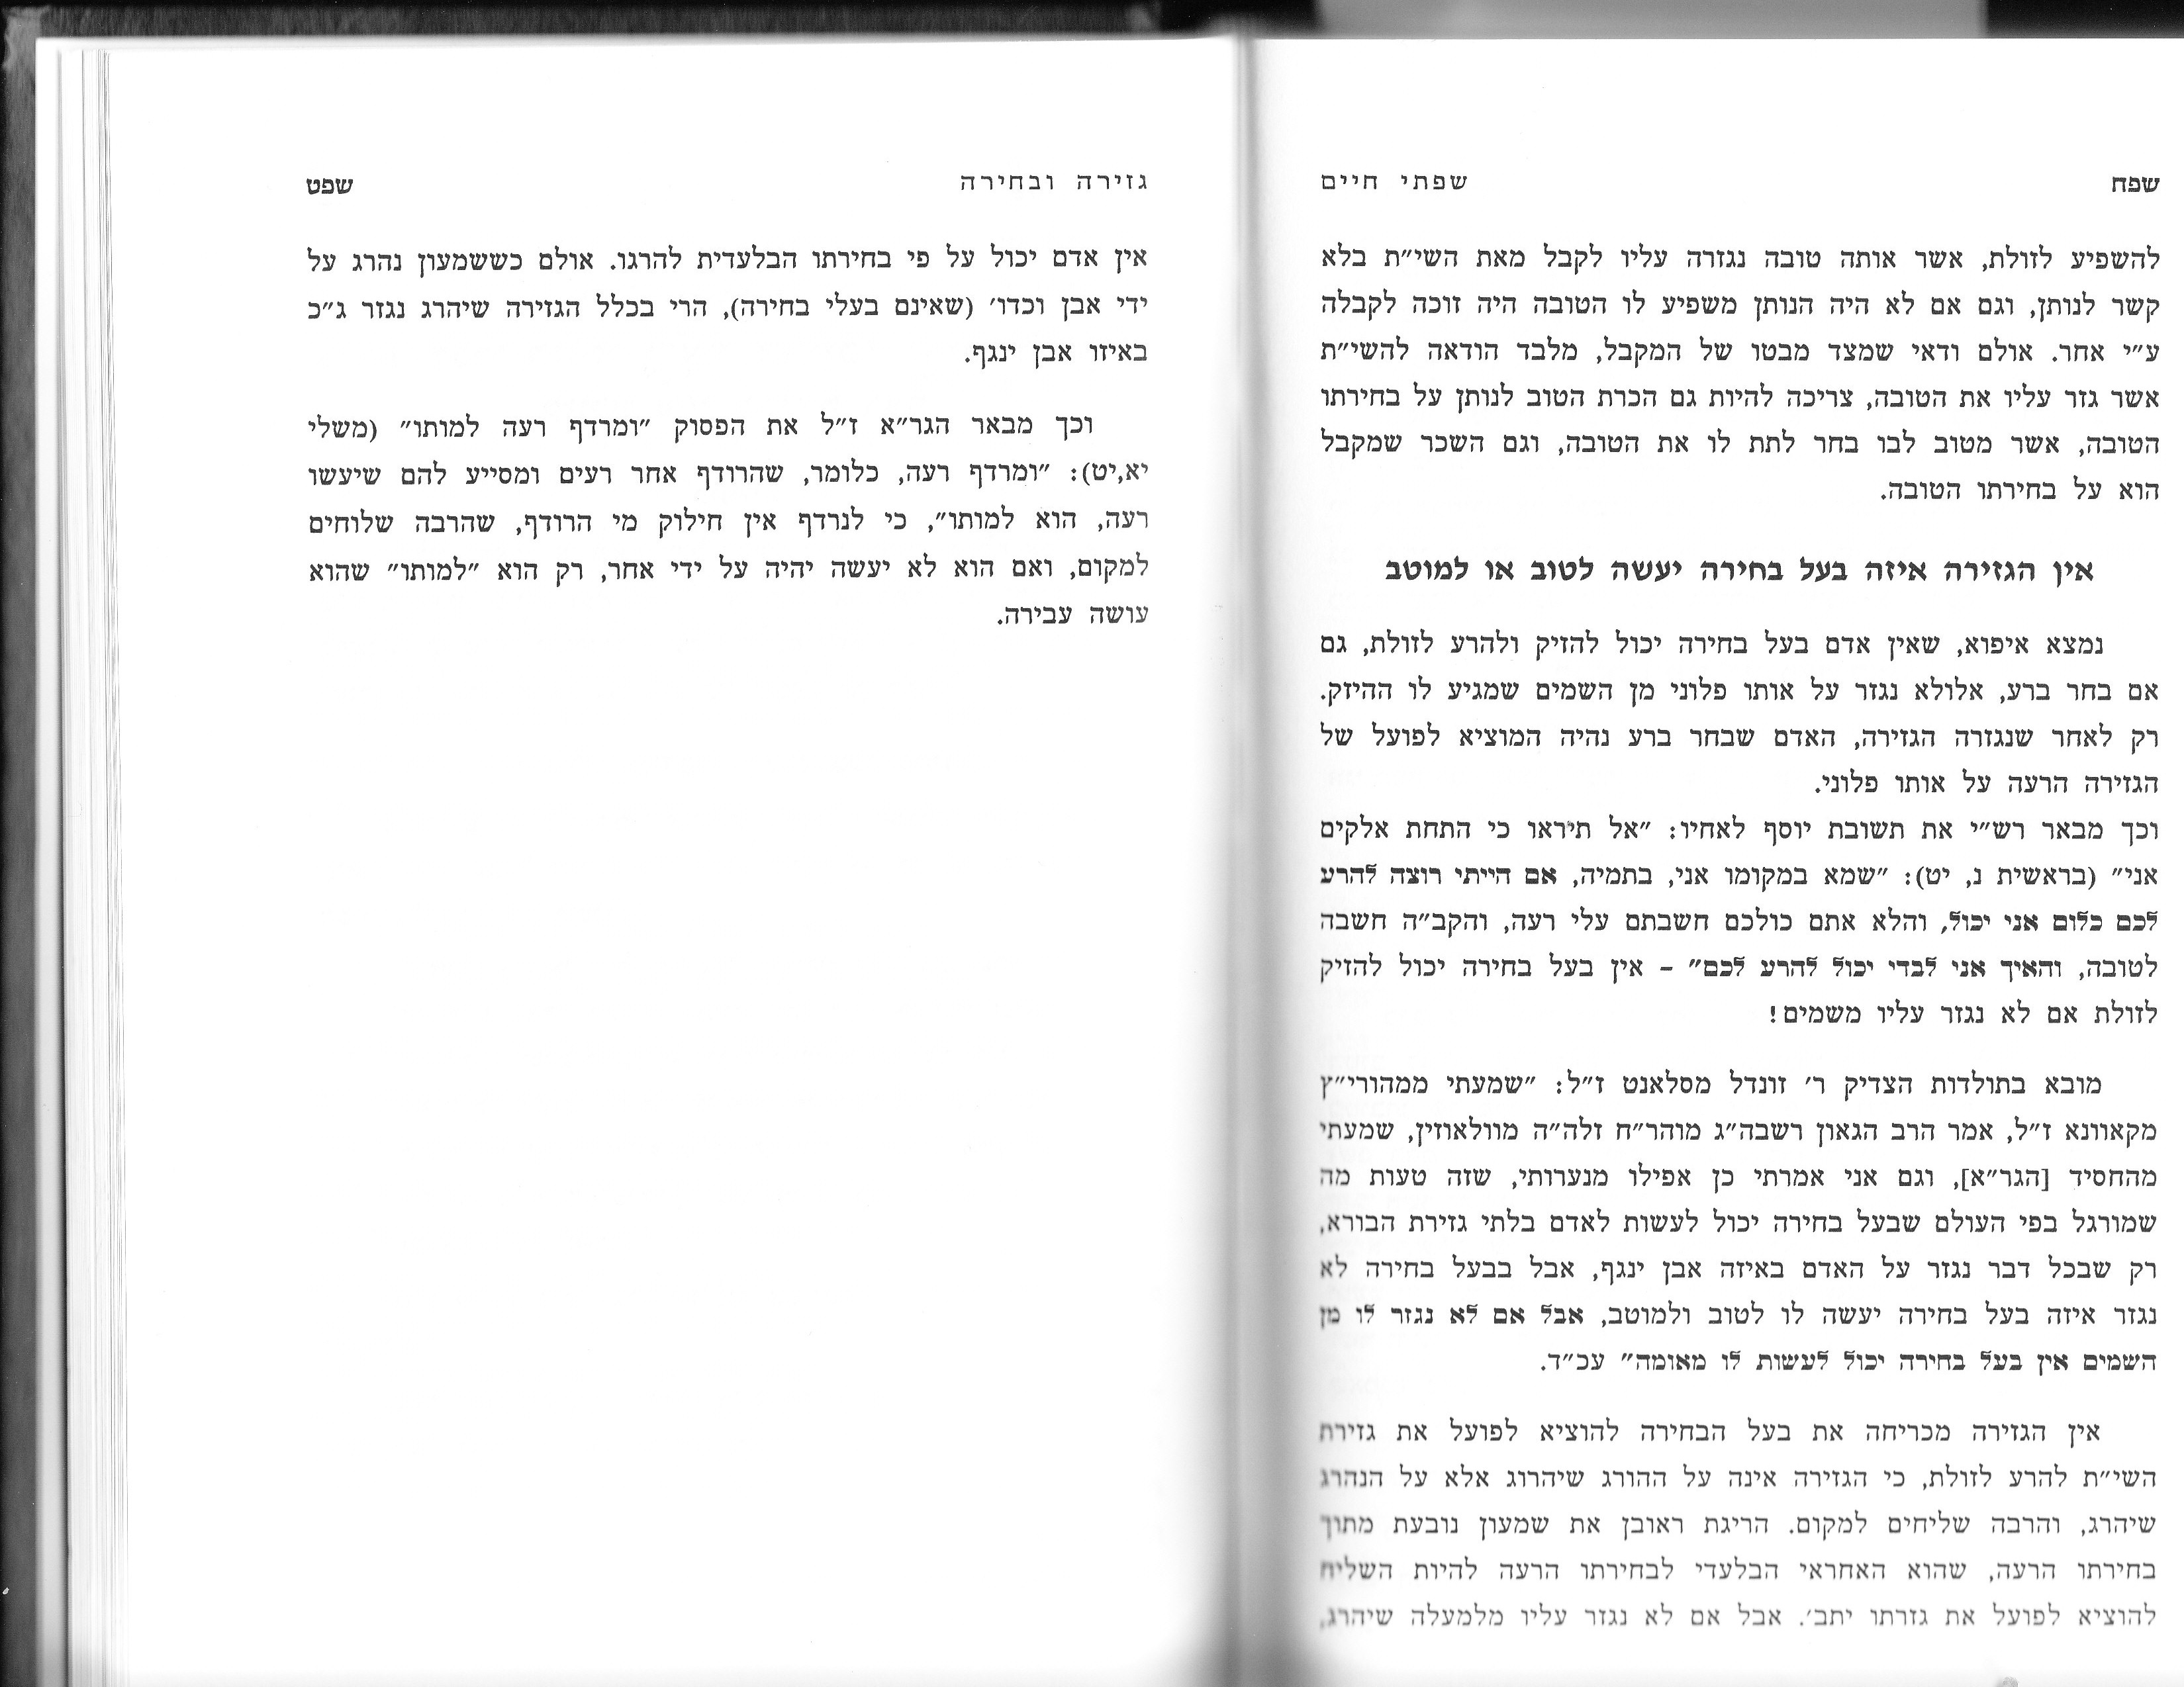 שפח
שפתי חיים
להשפיע לזולת, אשר אותה טובה נגזרה עליו לקבל מאת השי״ת בלא
קשר לנותן, וגם אם לא היה הנותן משפיע לו הטובה היה זוכה לקבלה
ע״י אחר. אולם ודאי שמצד מבטו של המקבל, מלבד הודאה להשי״ת
אשר גזר עליו את הטובה, צריכה להיות גם הכרת הטוב לנותן על בחירתו
הטובה, אשר מטוב לבו בחר לתת לו את הטובה, וגם השכר שמקבל
הוא על בחירתו הטובה.
אין הגזירה איזה בעל בחירה יעשה לטוב או למוטב
נמצא איפוא, שאין אדם בעל בחירה יכול להזיק ולהרע לזולת, גם
אם בחר ברע, אלולא נגזר על אותו פלוני מן השמים שמגיע לו ההיזק.
רק לאחר שנגזרה הגזירה, האדם שבחר ברע נהיה המוציא לפועל של
הגזירה הרעה על אותו פלוני.
וכך מבאר רש״י את תשובת יוסף לאחיו: ״אל תיראו כי התחת אלקים
אני״ (בראשית נ, יט): ״שמא במקומו אני, בתמיה, אם הייתי רוצה להרע
לכם כלום אני יכול, והלא אתם כולכם חשבתם עלי רעה, והקב״ה חשבה
לטובה, והאיך אני לבדי יכול להרע לכם״ – אין בעל בחירה יכול להזיק
לזולת אם לא נגזר עליו משמים!
מובא בתולדות הצדיק ר׳ זונדל מסלאנט ז״ל: ״שמעתי ממהורי״ץ
מקאוונא ז״ל, אמר הרב הגאון רשבה״ג מוהר״ח זלה״ה מוולאוזין, שמעתי
מהחסיד [הגר״א], וגם אני אמרתי כן אפילו מנערותי, שזה טעות מה
שמורגל בפי העולם שבעל בחירה יכול לעשות לאדם בלתי גזירת הבורא,
רק שבכל דבר נגזר על האדם באיזה אבן ינגף, אבל בבעל בחירה לא
נגזר איזה בעל בחירה יעשה לו לטוב ולמוטב, אבל אם לא נגזר לו מן
השמים אין בעל בחירה יכול לעשות לו מאומה״ עכ״ד.
אין הגזירה מכריחה את בעל הבחירה להוציא לפועל את גזירת
השי״ת להרע לזולת, כי הגזירה אינה על ההורג שיהרוג אלא על הנהרג
שיהרג, והרבה שליחים למקום. הריגת ראובן את שמעון נובעת מתוך
בחירתו הרעה, שהוא האחראי הבלעדי לבחירתו הרעה להיות השליח
להוציא לפועל את גזרתו יתב׳. אבל אם לא נגזר עליו מלמעלה שיהרג,
גזירה ובחירה
שפט
אין אדם יכול על פי בחירתו הבלעדית להרגו. אולם כששמעון נהרג על
ידי אבן וכדו׳ (שאינם בעלי בחירה), הרי בכלל הגזירה שיהרג נגזר ג״כ
באיזו אבן ינגף.
וכך מבאר הגר״א ז״ל את הפסוק ״ומרדף רעה למותו״ (משלי
יא,יט): ״ומרדף רעה, כלומר, שהרודף אחר רעים ומסייע להם שיעשו
רעה, הוא למותו״, כי לנרדף אין חילוק מי הרודף, שהרבה שלוחים
למקום, ואם הוא לא יעשה יהיה על ידי אחר, רק הוא ״למותו״ שהוא
עושה עבירה.